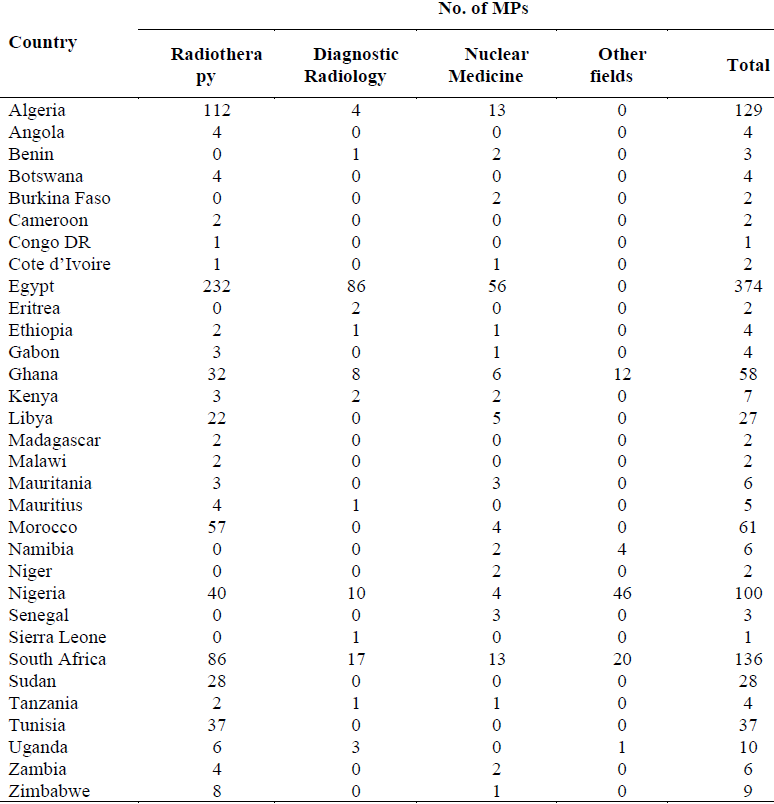 No. of MPs
Country
Radiothera Diagnostic Nuclear Other
py Radiology Medicine fields Total
Algeria 112 4 13 0 129
Angola 4 0 0 0 4
Benin 0 1 2 0 3
Botswana 4 0 0 0 4
Burkina Faso 0 0 2 0 2
Cameroon 2 0 0 0 2
Congo DR 1 0 0 0 1
Cote d’Ivoire 1 0 1 0 2
Egypt 232 86 56 0 374
Eritrea 0 2 0 0 2
Ethiopia 2 1 1 0 4
Gabon 3 0 1 0 4
Ghana 32 8 6 12 58
Kenya 3 2 2 0 7
Libya 22 0 5 0 27
Madagascar 2 0 0 0 2
Malawi 2 0 0 0 2
Mauritania 3 0 3 0 6
Mauritius 4 1 0 0 5
Morocco 57 0 4 0 61
Namibia 0 0 2 4 6
Niger 0 0 2 0 2
Nigeria 40 10 4 46 100
Senegal 0 0 3 0 3
Sierra Leone 0 1 0 0 1
South Africa 86 17 13 20 136
Sudan 28 0 0 0 28
Tanzania 2 1 1 0 4
Tunisia 37 0 0 0 37
Uganda 6 3 0 1 10
Zambia 4 0 2 0 6
Zimbabwe 8 0 1 0 9